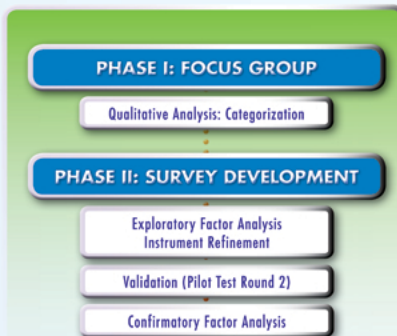 PHASE I: FOCUS GROUP
Qualitative Analysis: Categorization
PHASE II: SURVEY DEVELOPMENT
Exploratory Factor Analysis
Instrument Refinement
Validation (Pilot Test Round 2)
Confirmatory Factor Analysis